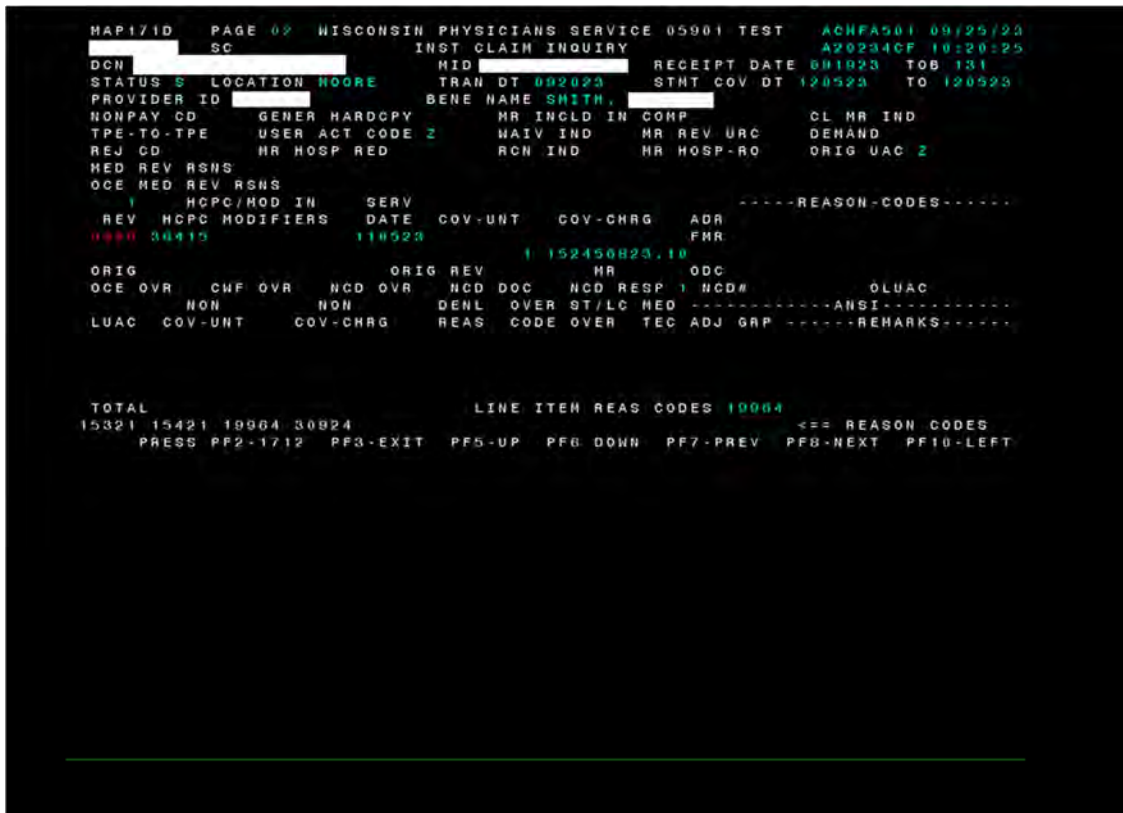 MAP171D PAGE 02 WISCONSIN PHYSICIANS SERVICE 05901 TEST ACMFA501 09/25/23
SC INST CLAIM INQUIRY A20234CF 10:20:25
DCN MID RECEIPT DATE 091923 TOB 131
STATUS S LOCATION MOORE TRAN DT 092023 STMT COV DT 120523 TO 120523
PROVIDER ID BENE NAME SMITH,
NONPAY CD GENER HARDCPY MR INCLD IN COMP CL MR IND
TPE-TO-TPE USER ACT CODE Z WAIV IND MR REV URC DEMAND
REJ CD MR HOSP RED RCN IND MR HOSP-RO ORIG UAC Z
MED REV RSNS
OCE MED REV RSNS
1 HCPC/MOD IN SERV -----REASON-CODES------
REV HCPC MODIFIERS DATE COV-UNT COV-CHRG ADR
36415 110523 FMR
1 152456823.10
ORIG ORIG REV MR ODC
OCE OVR CWF OVR NCD OVR NCD DOC NCD RESP 1 NCD# OLUAC
NON NON DENL OVER ST/LC MED -------------ANSI-----------
LUAC COV-UNT COV-CHRG REAS CODE OVER TEC ADJ GRP ------REMARKS------
TOTAL LINE ITEM REAS CODES 19964
15321 15421 19964 30924 <== REASON CODES
PRESS PF2-1712 PF3-EXIT PF5-UP PF6 DOWN PF7-PREV PF8-NEXT PF10-LEFT